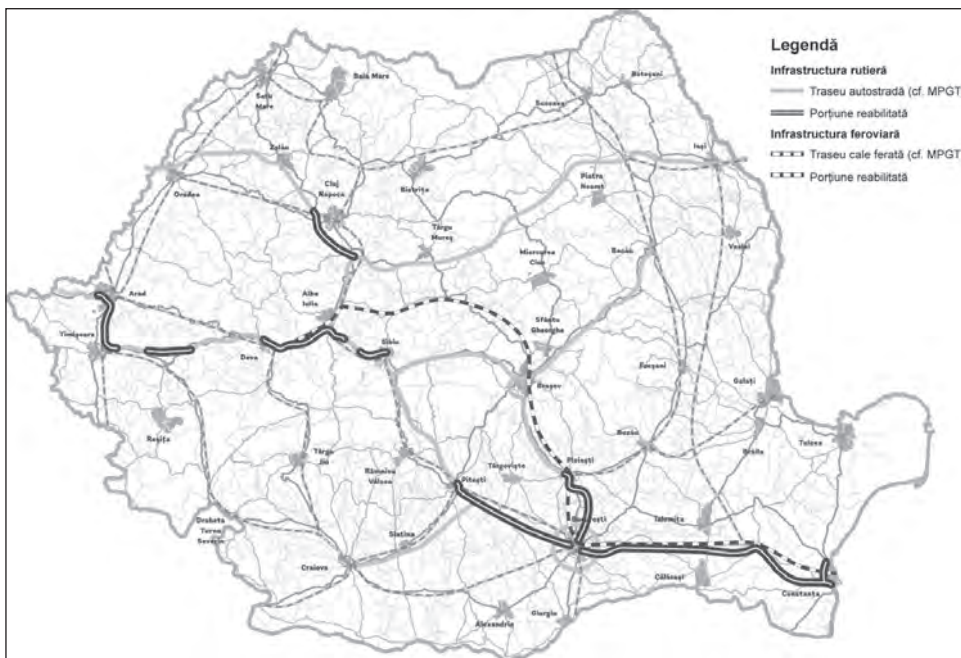 Legendă
Infrastructura rutieră
Traseu autostradă (cf. MPGT)
Porțiune reabilitată
Infrastructura feroviară
Traseu cale ferată (cf. MPGT)
Porțiune reabilitată
Satu
Mare
Baia Mare
Suceava
Botoșani
Zalău
Iași
Oradea
Cluj
Napoca
Bistrița
Piatra
Neamț
Târgu
Mureș
Miercurea
Ciuc
Bacău
Vaslui
Arad
Alba
Iulia
Sfântu
Gheorghe
Timișoara
Deva
Sibiu
Brașov
Focșani
Galați
Reșița
Târgu
Jiu
Râmnicu
Vâlcea
Târgoviște
Ploiești
Buzău
Brăila
Tulcea
Pitești
Drobeta
Turnu
Severin
Slatina
București
Ialomița
Craiova
Călărași
Constanța
Alexandria
Giurgiu